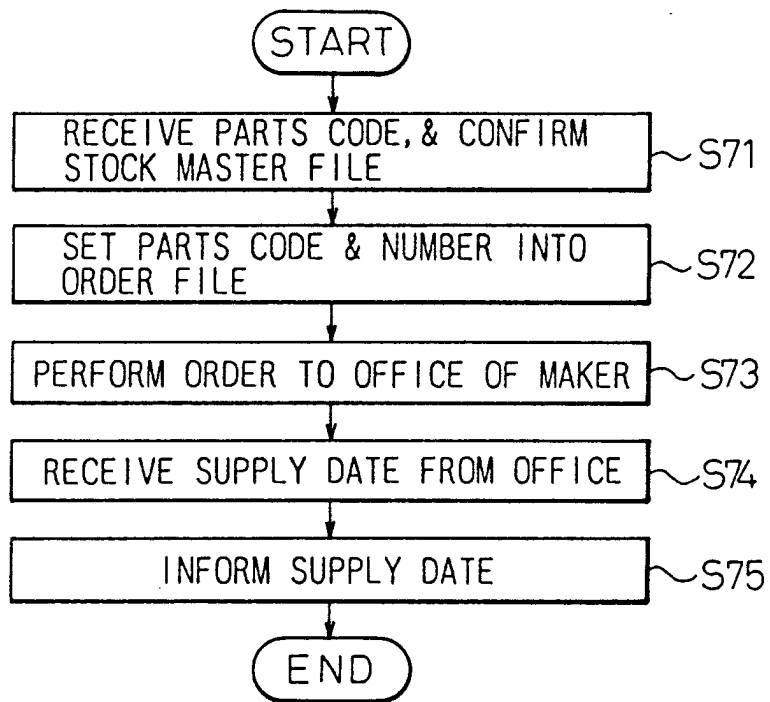 START
RECEIVE PARTS CODE, & CONFIRM
STOCK MASTER FILE
S71
SET PARTS CODE & NUMBER INTO
ORDER FILE
S72
PERFORM ORDER TO OFFICE OF MAKER
S73
RECEIVE SUPPLY DATE FROM OFFICE
S74
INFORM SUPPLY DATE
S75
END